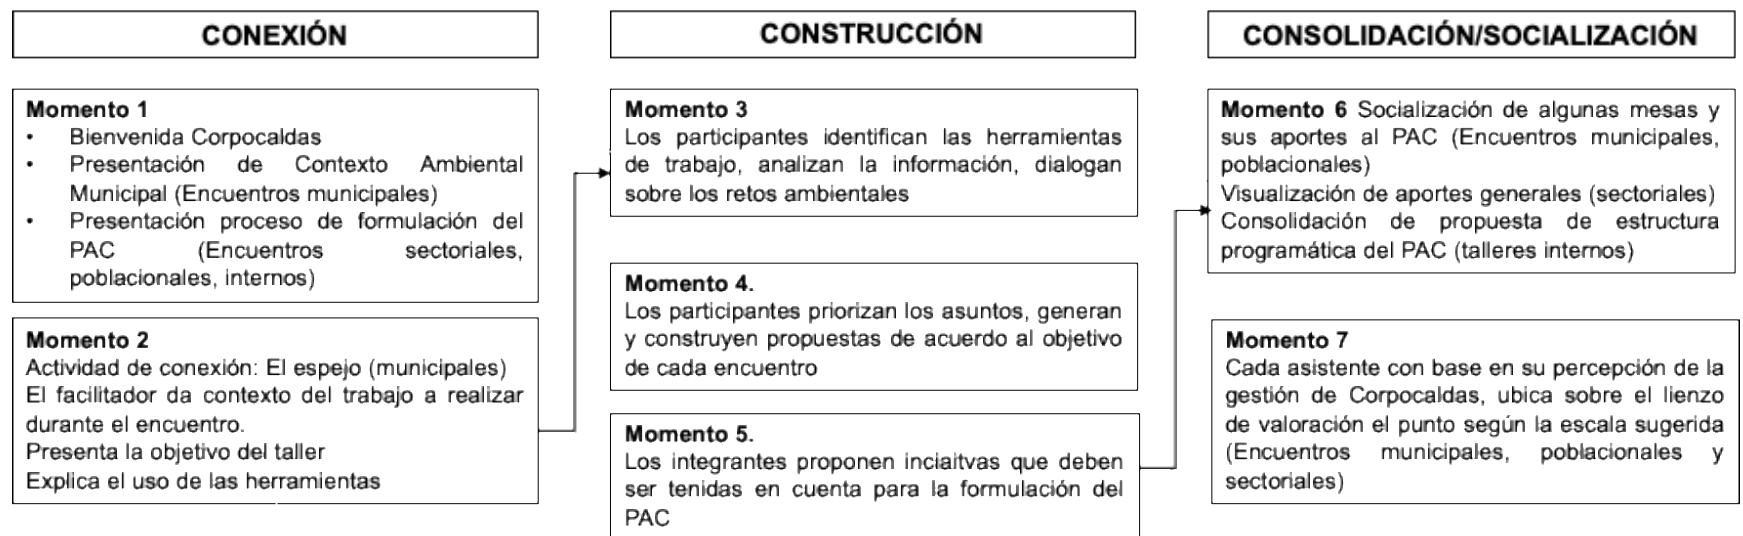 CONEXIÓN
Momento 1
• Bienvenida Corpocaldas
• Presentación de Contexto Ambiental
Municipal (Encuentros municipales)
• Presentación proceso de formulación del
PAC (Encuentros sectoriales,
poblacionales, internos)
Momento 2
Actividad de conexión: El espejo (municipales)
El facilitador da contexto del trabajo a realizar
durante el encuentro.
Presenta la objetivo del taller
Explica el uso de las herramientas
CONSTRUCCIÓN
Momento 3
Los participantes identifican las herramientas
de trabajo, analizan la información, dialogan
sobre los retos ambientales
Momento 4.
Los participantes priorizan los asuntos, generan
y construyen propuestas de acuerdo al objetivo
de cada encuentro
Momento 5.
Los integrantes proponen inciaitvas que deben
ser tenidas en cuenta para la formulación del
PAC
CONSOLIDACIÓN/SOCIALIZACIÓN
Momento 6 Socialización de algunas mesas y
sus aportes al PAC (Encuentros municipales,
poblacionales)
Visualización de aportes generales (sectoriales)
Consolidación de propuesta de estructura
programática del PAC (talleres internos)
Momento 7
Cada asistente con base en su percepción de la
gestión de Corpocaldas, ubica sobre el lienzo
de valoración el punto según la escala sugerida
(Encuentros municipales, poblacionales y
sectoriales)